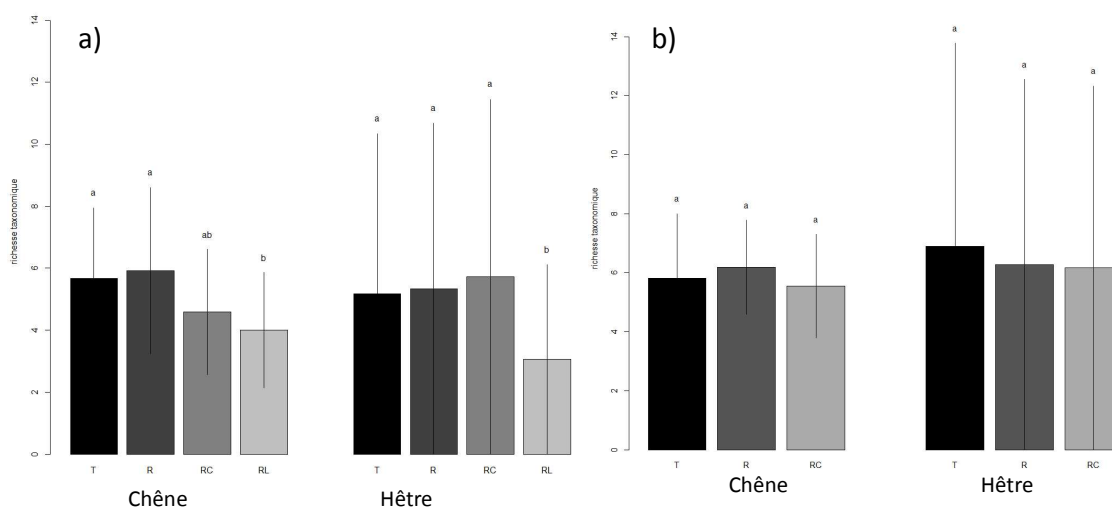 a)
14
12
10
8
6
4
2
0
richesse taxonomique
a
a
ab
b
a
a
a
b
T R RC RL
T R RC RL
Chêne
Hêtre
b)
14
12
10
8
6
4
2
0
richesse taxonomique
a
a
a
a
a
a
T R RC
T R RC
Chêne
Hêtre